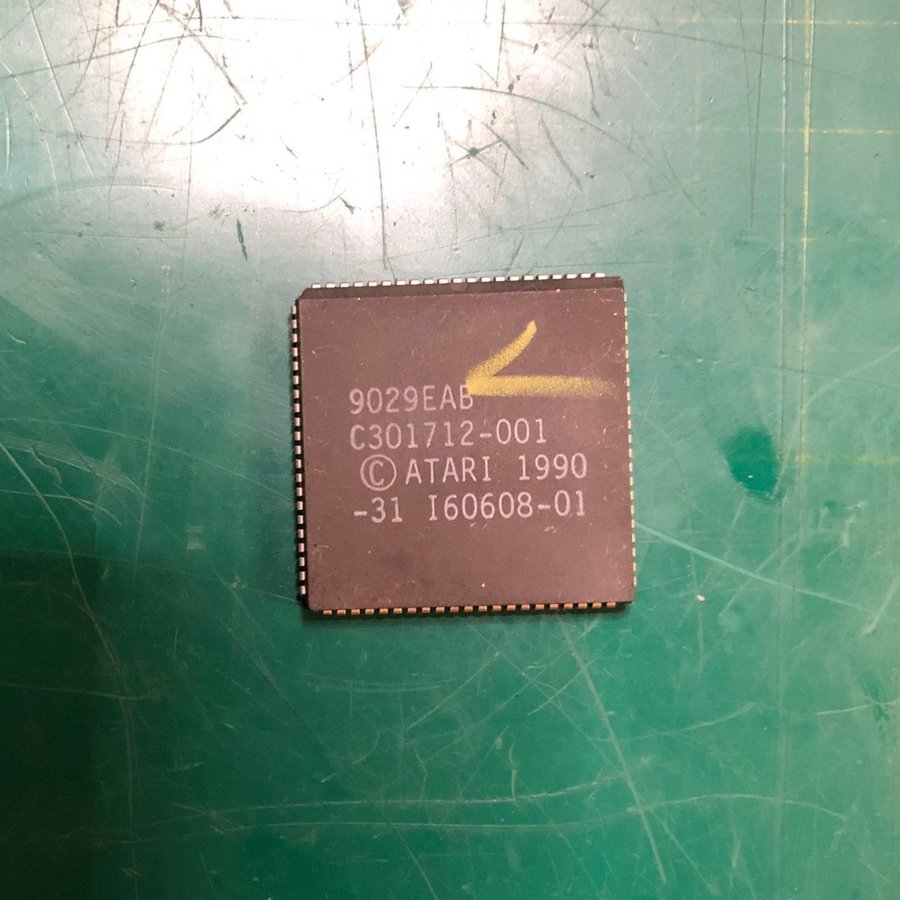 9029EAB
C301712-001
© ATARI 1990
-31 I60608-01